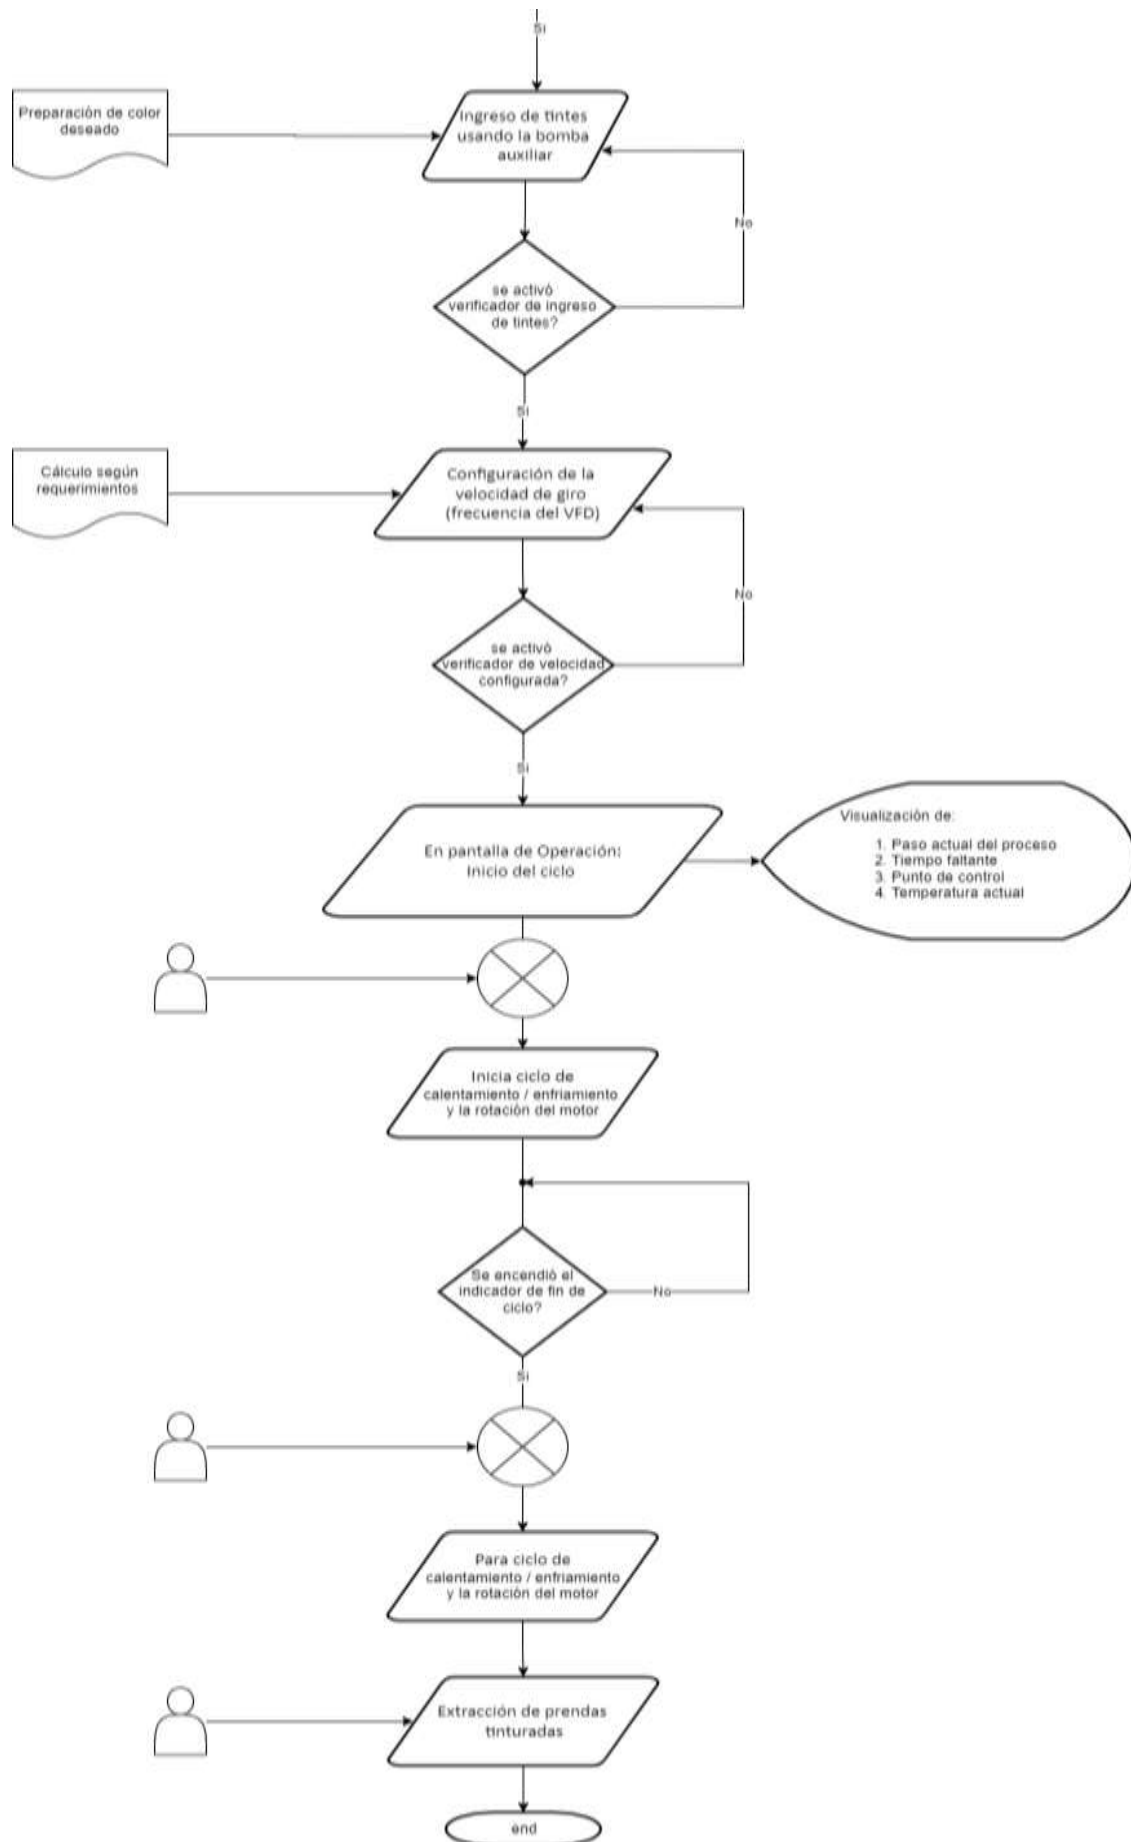 Si
Preparación de color
deseado
Ingreso de tintes
usando la bomba
auxiliar
No
se activó
verificador de ingreso
de tintes?
Si
Cálculo según
requerimientos
Configuración de la
velocidad de giro
(frecuencia del VFD)
No
se activó
verificador de velocidad
configurada?
Si
En pantalla de Operación:
Inicio del ciclo
Visualización de:
1. Paso actual del proceso
2. Tiempo faltante
3. Punto de control
4. Temperatura actual
Inicia ciclo de
calentamiento / enfriamiento
y la rotación del motor
Se encendió el
indicador de fin de
ciclo?
No
Si
Para ciclo de
calentamiento / enfriamiento
y la rotación del motor
Extracción de prendas
tinturadas
end